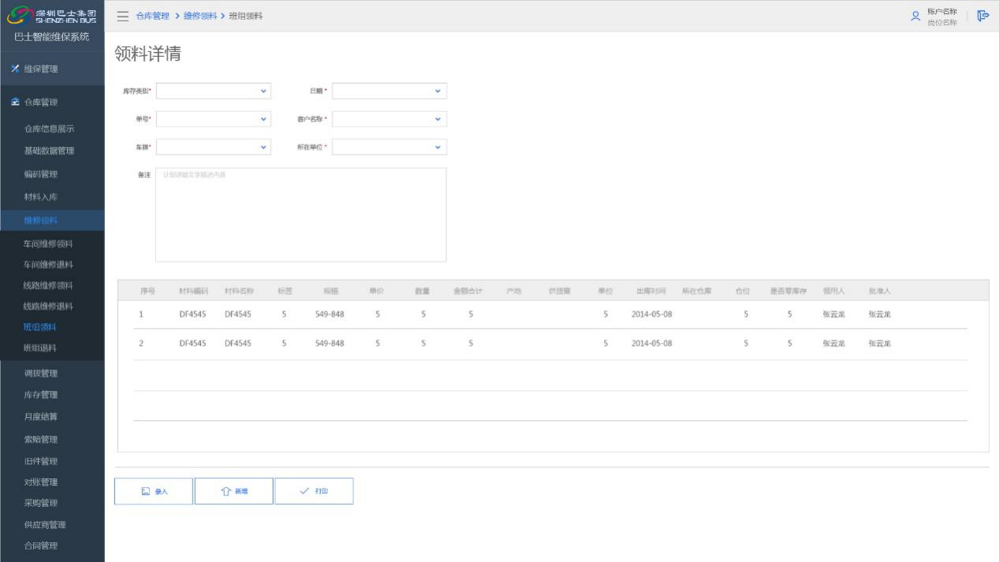 深圳巴士集团
SHENZHEN BUS
巴士智能维保系统
维保管理
仓库管理
仓库信息展示
基础数据管理
编码管理
材料入库
维修领料
车间维修领料
车间维修退料
线路维修领料
线路维修退料
班组领料
班组退料
调拨管理
库存管理
月度结算
索赔管理
旧件管理
对账管理
采购管理
供应商管理
合同管理
仓库管理 > 维修领料 > 班组领料
账户名称
岗位名称
领料详情
库存类别* 日期*
单号* 客户名称*
车牌* 所在单位*
备注 计划详细文字描述内容
序号 材料编码 材料名称 标签 规格 单价 数量 金额合计 产地 供货商 单位 出库时间 所在仓库 仓位 是否零库存 领用人 批准人
1 DF4545 DF4545 5 549-848 5 5 5 5 2014-05-08 5 5 张云龙 张云龙
2 DF4545 DF4545 5 549-848 5 5 5 5 2014-05-08 5 5 张云龙 张云龙
录入 新增 打印